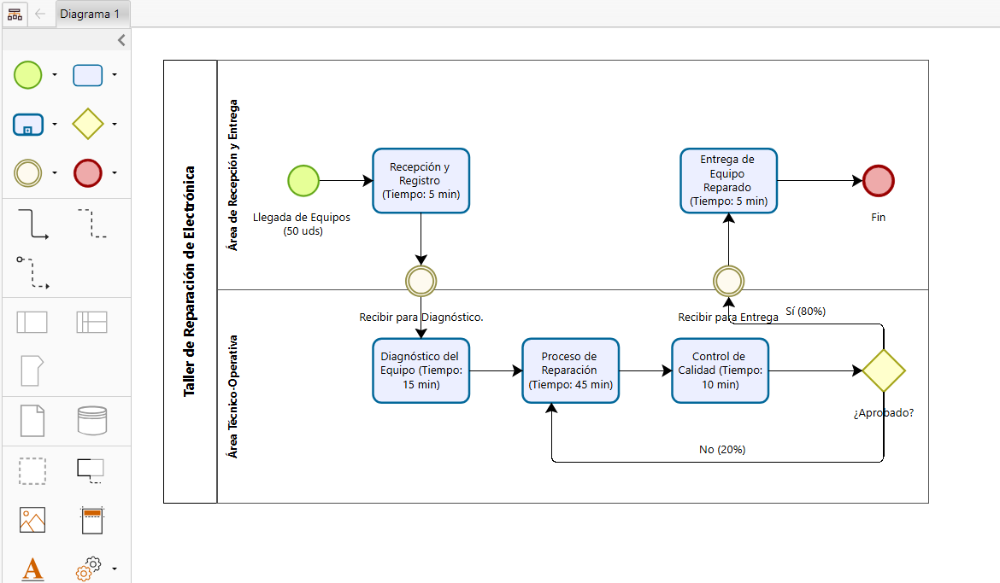 Diagrama 1
Taller de Reparación de Electrónica
Área de Recepción y Entrega
Llegada de Equipos
(50 uds)
Recepción y
Registro
(Tiempo: 5 min)
Entrega de
Equipo
Reparado
(Tiempo: 5 min)
Fin
Recibir para Diagnóstico.
Recibir para Entrega
Sí (80%)
Área Técnico-Operativa
Diagnóstico del
Equipo (Tiempo:
15 min)
Proceso de
Reparación
(Tiempo: 45 min)
Control de
Calidad (Tiempo:
10 min)
¿Aprobado?
No (20%)
A